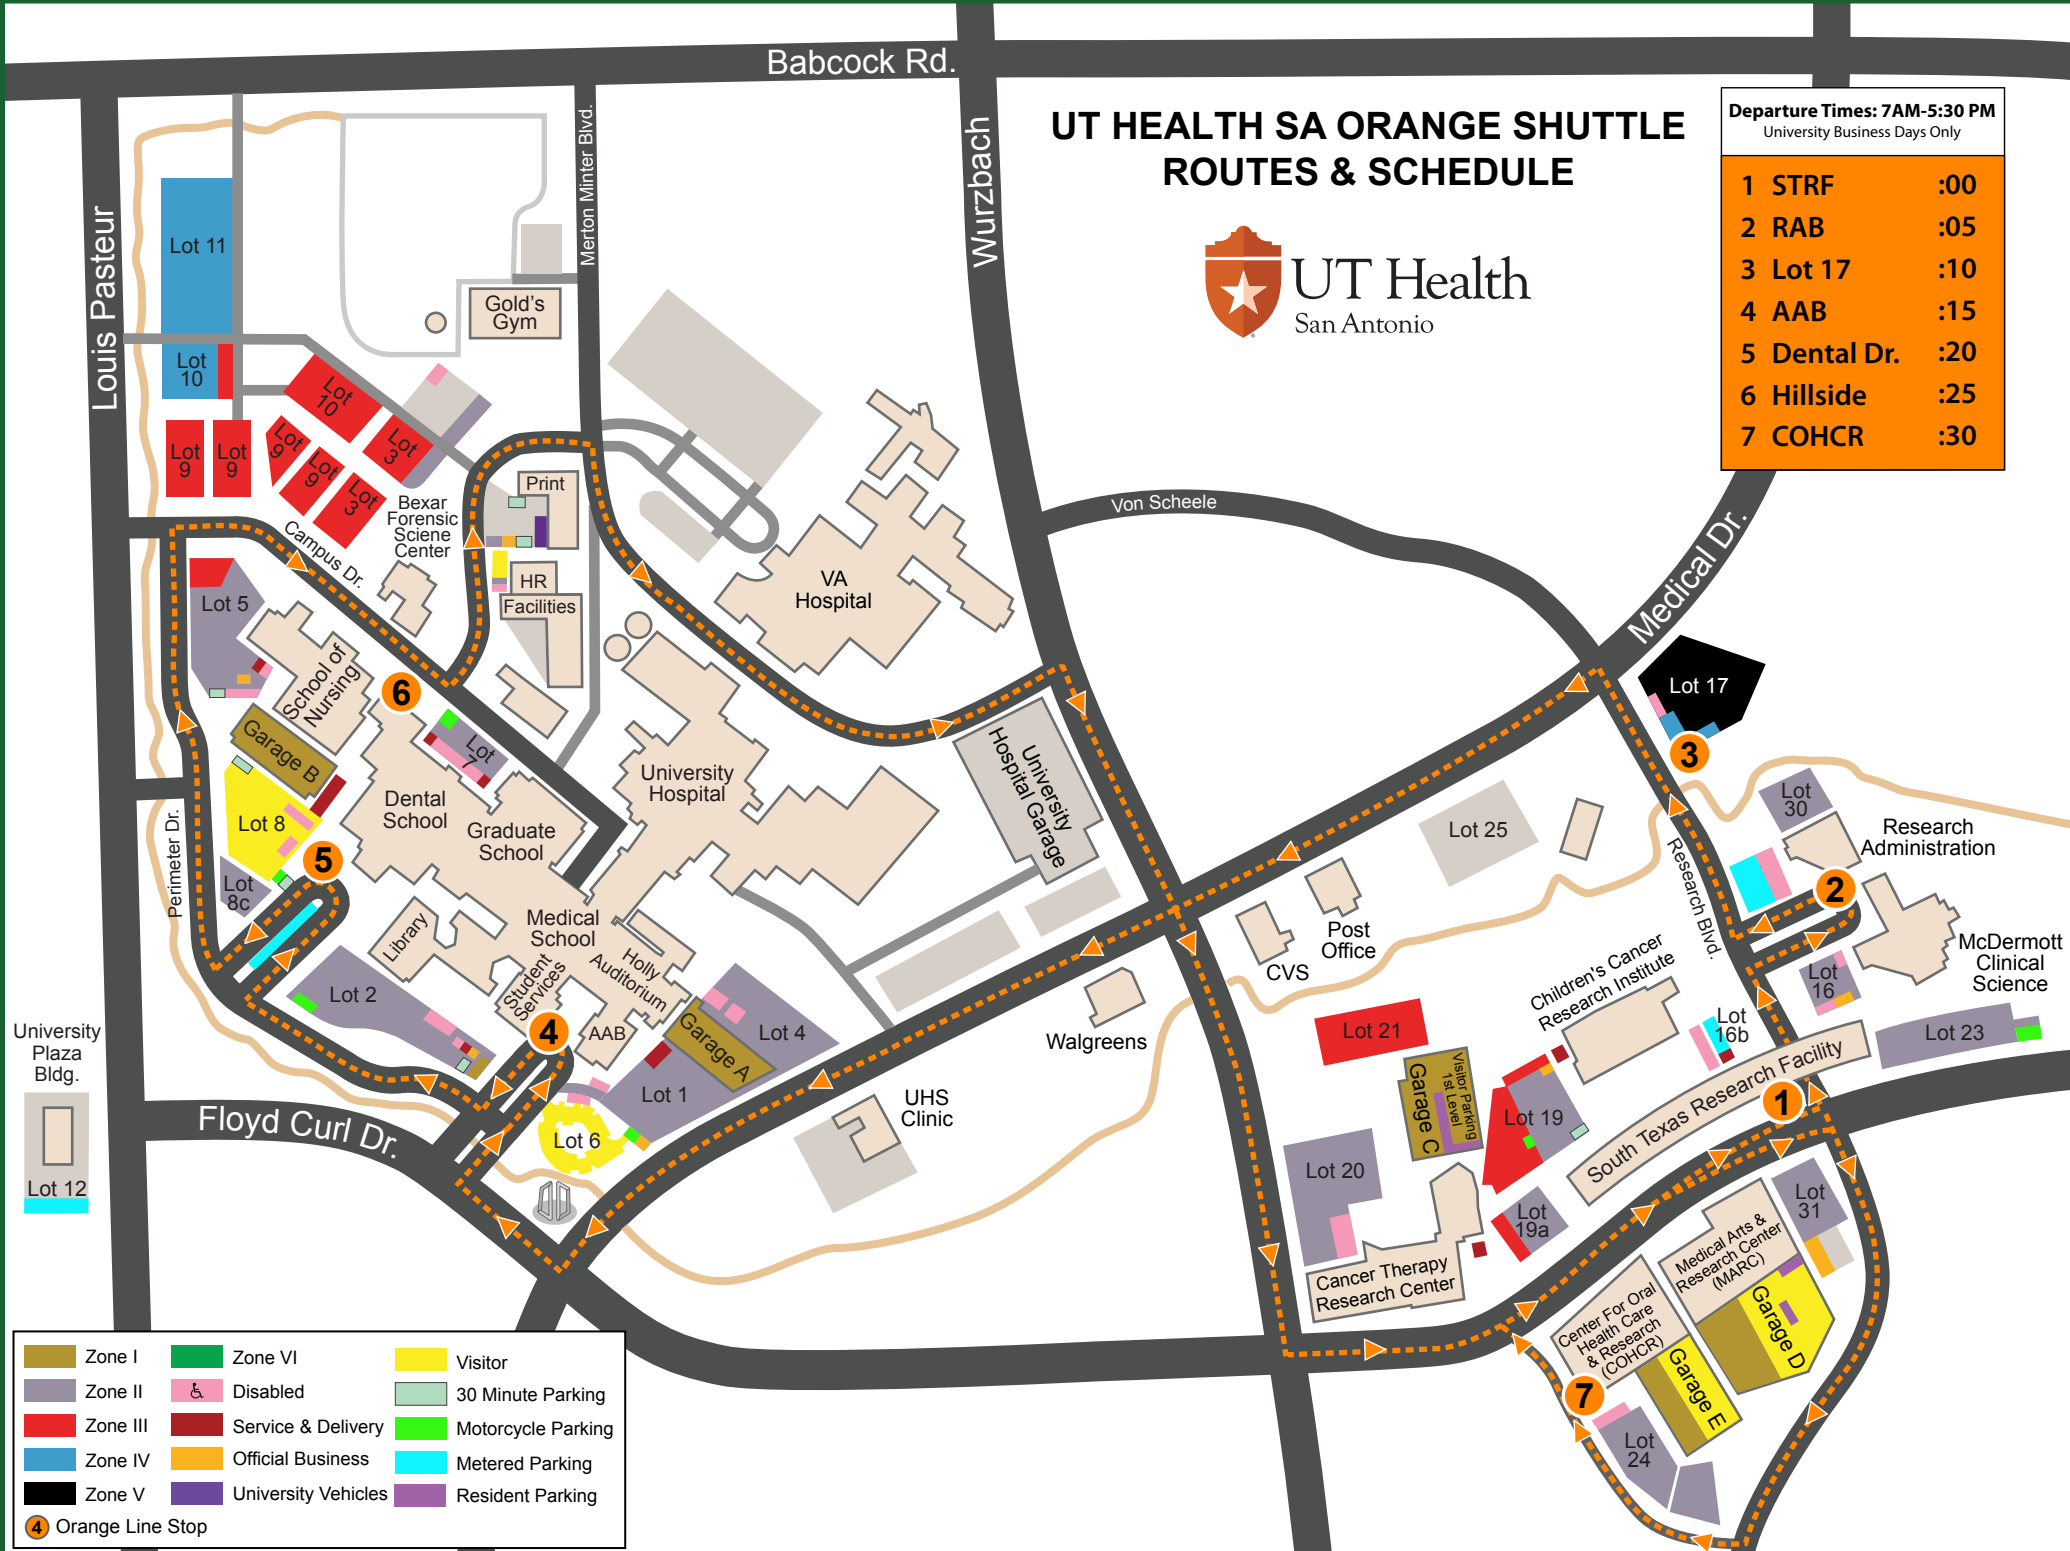 Babcock Rd.
Louis Pasteur
Merton Minter Blvd.
Wurzbach
UT HEALTH SA ORANGE SHUTTLE
ROUTES & SCHEDULE
UT Health
San Antonio
Departure Times: 7AM-5:30 PM
University Business Days Only
1 STRF :00
2 RAB :05
3 Lot 17 :10
4 AAB :15
5 Dental Dr. :20
6 Hillside :25
7 COHCR :30
Lot 11
Gold's
Gym
Lot
10
Lot
10
Lot
3
Lot
9
Lot
9
Lot
9
Lot
9
Lot
3
Bexar
Forensic
Sciene
Center
Print
HR
Facilities
Campus Dr.
VA
Hospital
Von Scheele
Medical Dr.
Lot 5
School of
Nursing
6
Lot
7
Garage B
Lot 17
3
University
Hospital
University
Hospital Garage
Dental
School
Graduate
School
Lot 8
5
Lot
8c
Perimeter Dr.
Lot 25
Lot
30
Research
Administration
2
Research Blvd.
McDermott
Clinical
Science
Lot
16
Post
Office
CVS
Walgreens
Library
Medical
School
Holly
Auditorium
Student
Services
Lot 2
4
AAB
Garage A
Lot 4
Lot 1
Lot 6
Children's Cancer
Research Institute
Lot
16b
Lot 23
Lot 21
University
Plaza
Bldg.
Lot 12
Floyd Curl Dr.
UHS
Clinic
Garage C
Visitor Parking
1st Level
Lot 19
South Texas Research Facility
1
Lot 20
Lot
19a
Cancer Therapy
Research Center
Lot
31
Medical Arts &
Research Center
(MARC)
Garage D
Center For Oral
Health Care
& Research
(COHCR)
Garage E
7
Lot
24
Zone I
Zone II
Zone III
Zone IV
Zone V
Zone VI
Disabled
Service & Delivery
Official Business
University Vehicles
Visitor
30 Minute Parking
Motorcycle Parking
Metered Parking
Resident Parking
4 Orange Line Stop